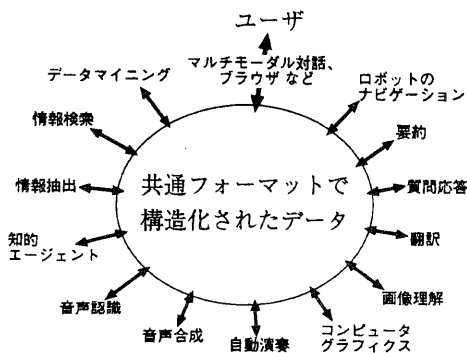 ユーザ
マルチモーダル対話、
ブラウザ など
データマイニング
ロボットの
ナビゲーション
情報検索
要約
情報抽出
共通フォーマットで
構造化されたデータ
質問応答
知的
エージェント
翻訳
音声認識
画像理解
音声合成
自動演奏
コンピュータ
グラフィクス